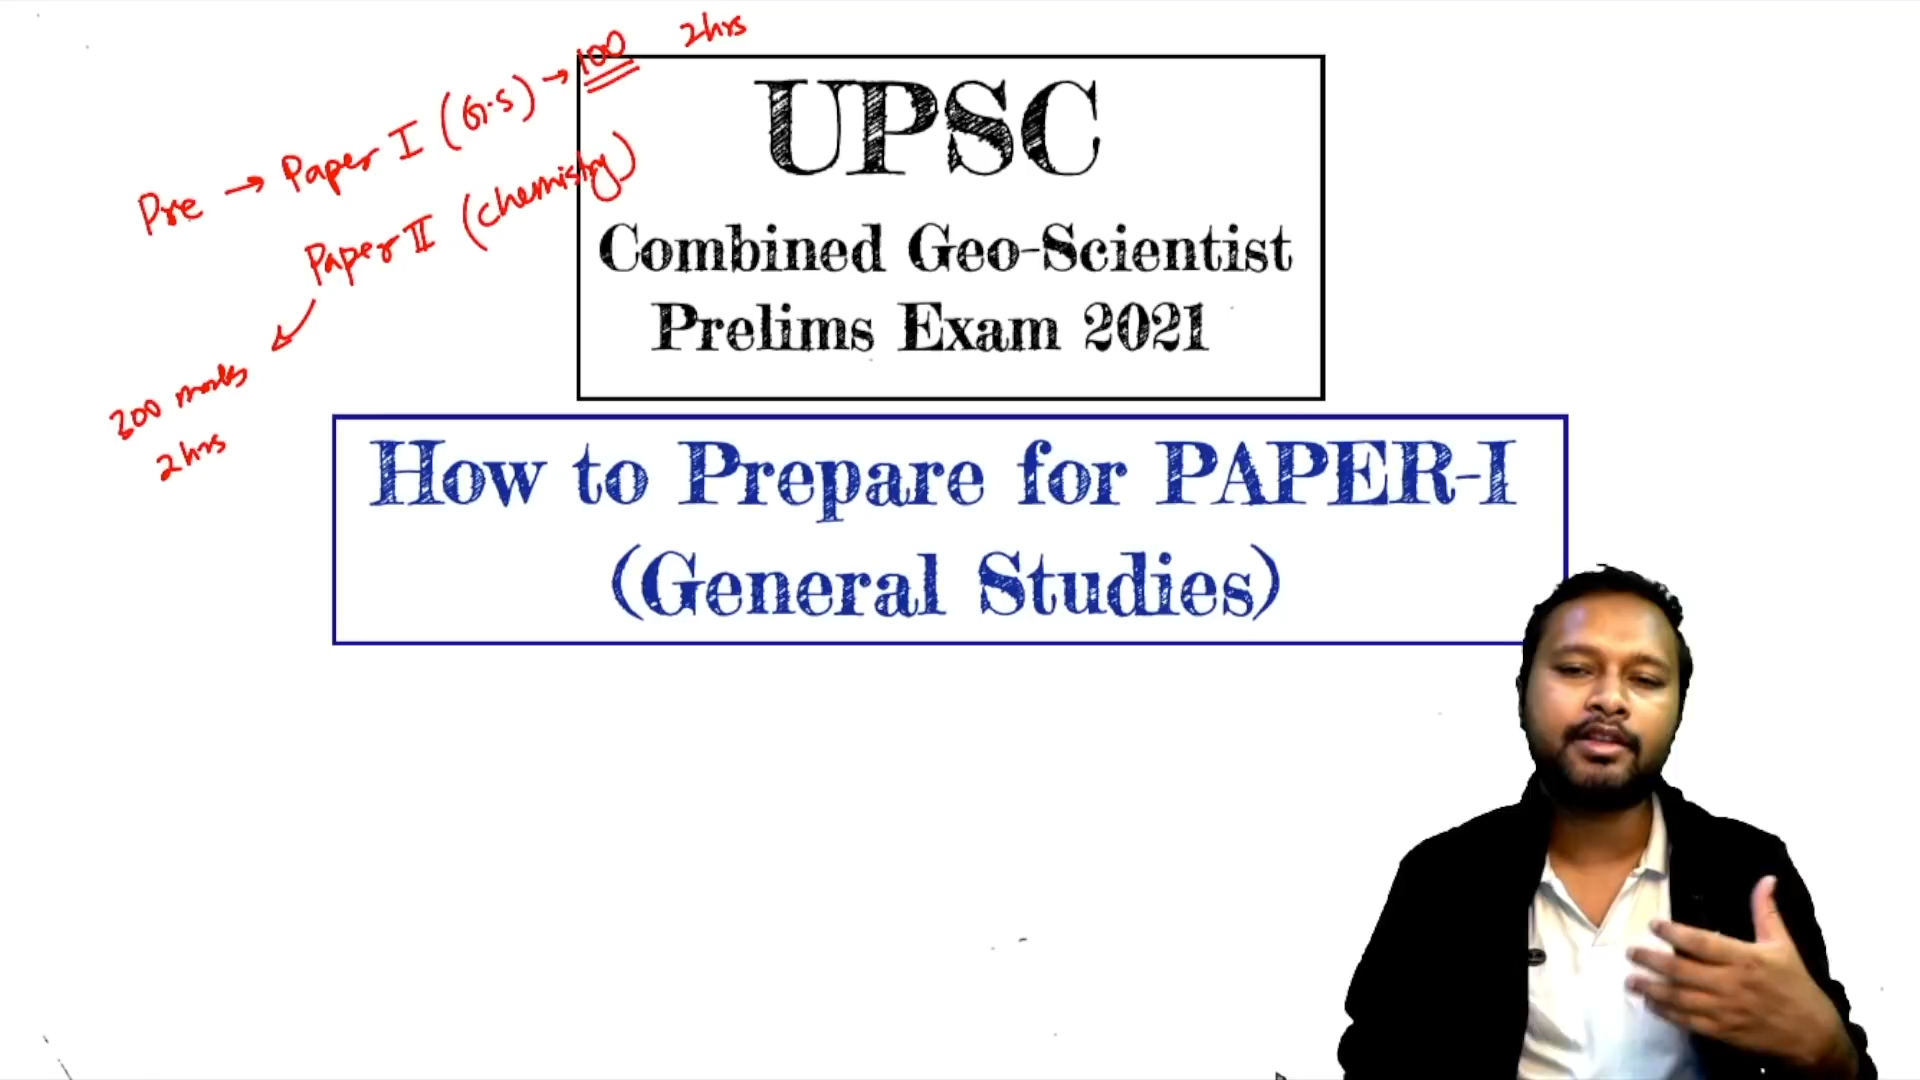 2hrs
Pre → Paper I (G.S) → 100
Paper II (chemistry)
200 marks
2hrs
UPSC
Combined Geo-Scientist
Prelims Exam 2021
How to Prepare for PAPER-I
(General Studies)